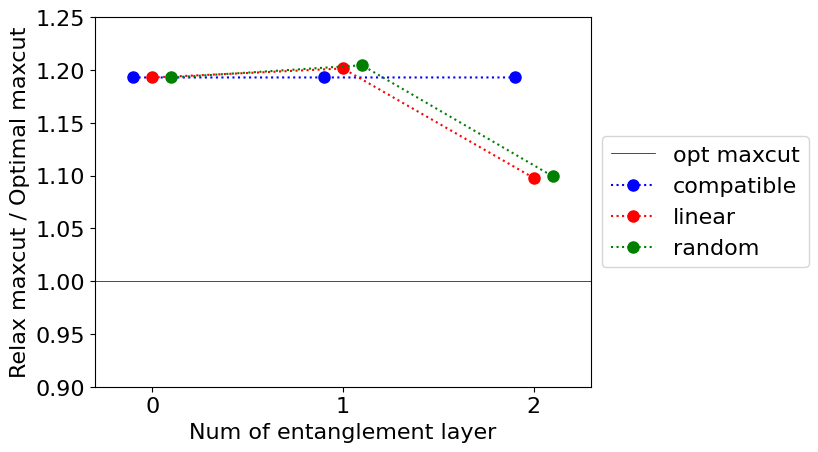 Relax maxcut / Optimal maxcut
1.25
1.20
1.15
1.10
1.05
1.00
0.95
0.90
0
1
2
Num of entanglement layer
opt maxcut
compatible
linear
random